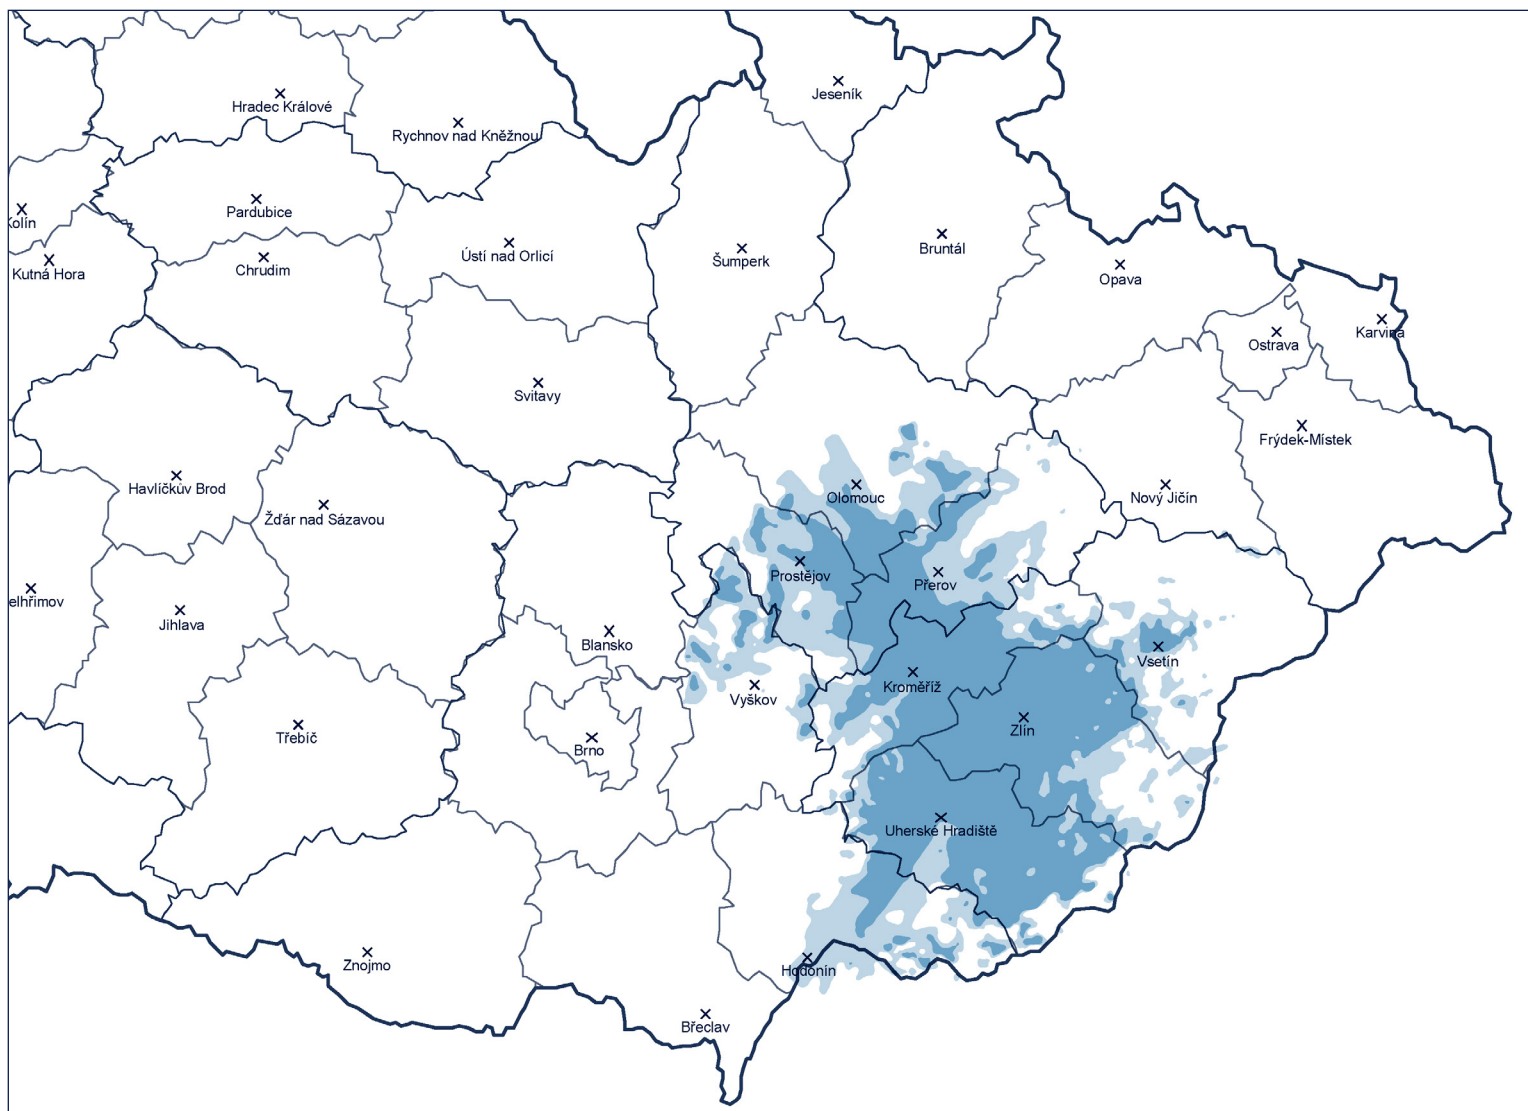 Jeseník
Hradec Králové
Rychnov nad Kněžnou
Pardubice
Kolín
Bruntál
Ústí nad Orlicí
Šumperk
Chrudim
Kutná Hora
Opava
Karviná
Ostrava
Svitavy
Frýdek-Místek
Havlíčkův Brod
Olomouc
Nový Jičín
Žďár nad Sázavou
Prostějov
Přerov
elhřimov
Jihlava
Blansko
Vsetín
Kroměříž
Vyškov
Zlín
Třebíč
Brno
Uherské Hradiště
Znojmo
Hodonín
Břeclav